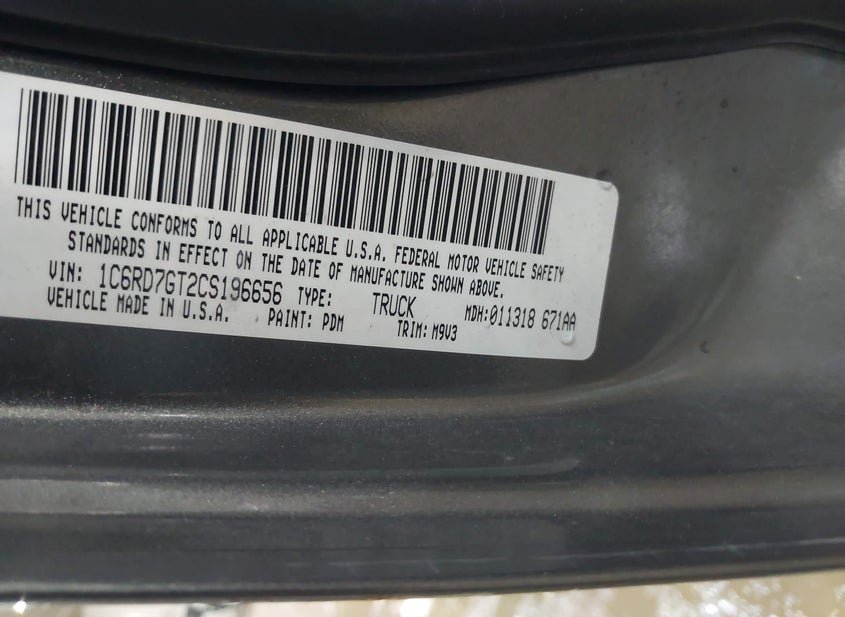 THIS VEHICLE CONFORMS TO ALL APPLICABLE U.S.A. FEDERAL MOTOR VEHICLE SAFETY
STANDARDS IN EFFECT ON THE DATE OF MANUFACTURE SHOWN ABOVE.
VIN: 1C6RD7GT2CS196656 TYPE: TRUCK MDH:011318 671AA
VEHICLE MADE IN U.S.A. PAINT: PDM TRIM: M9V3